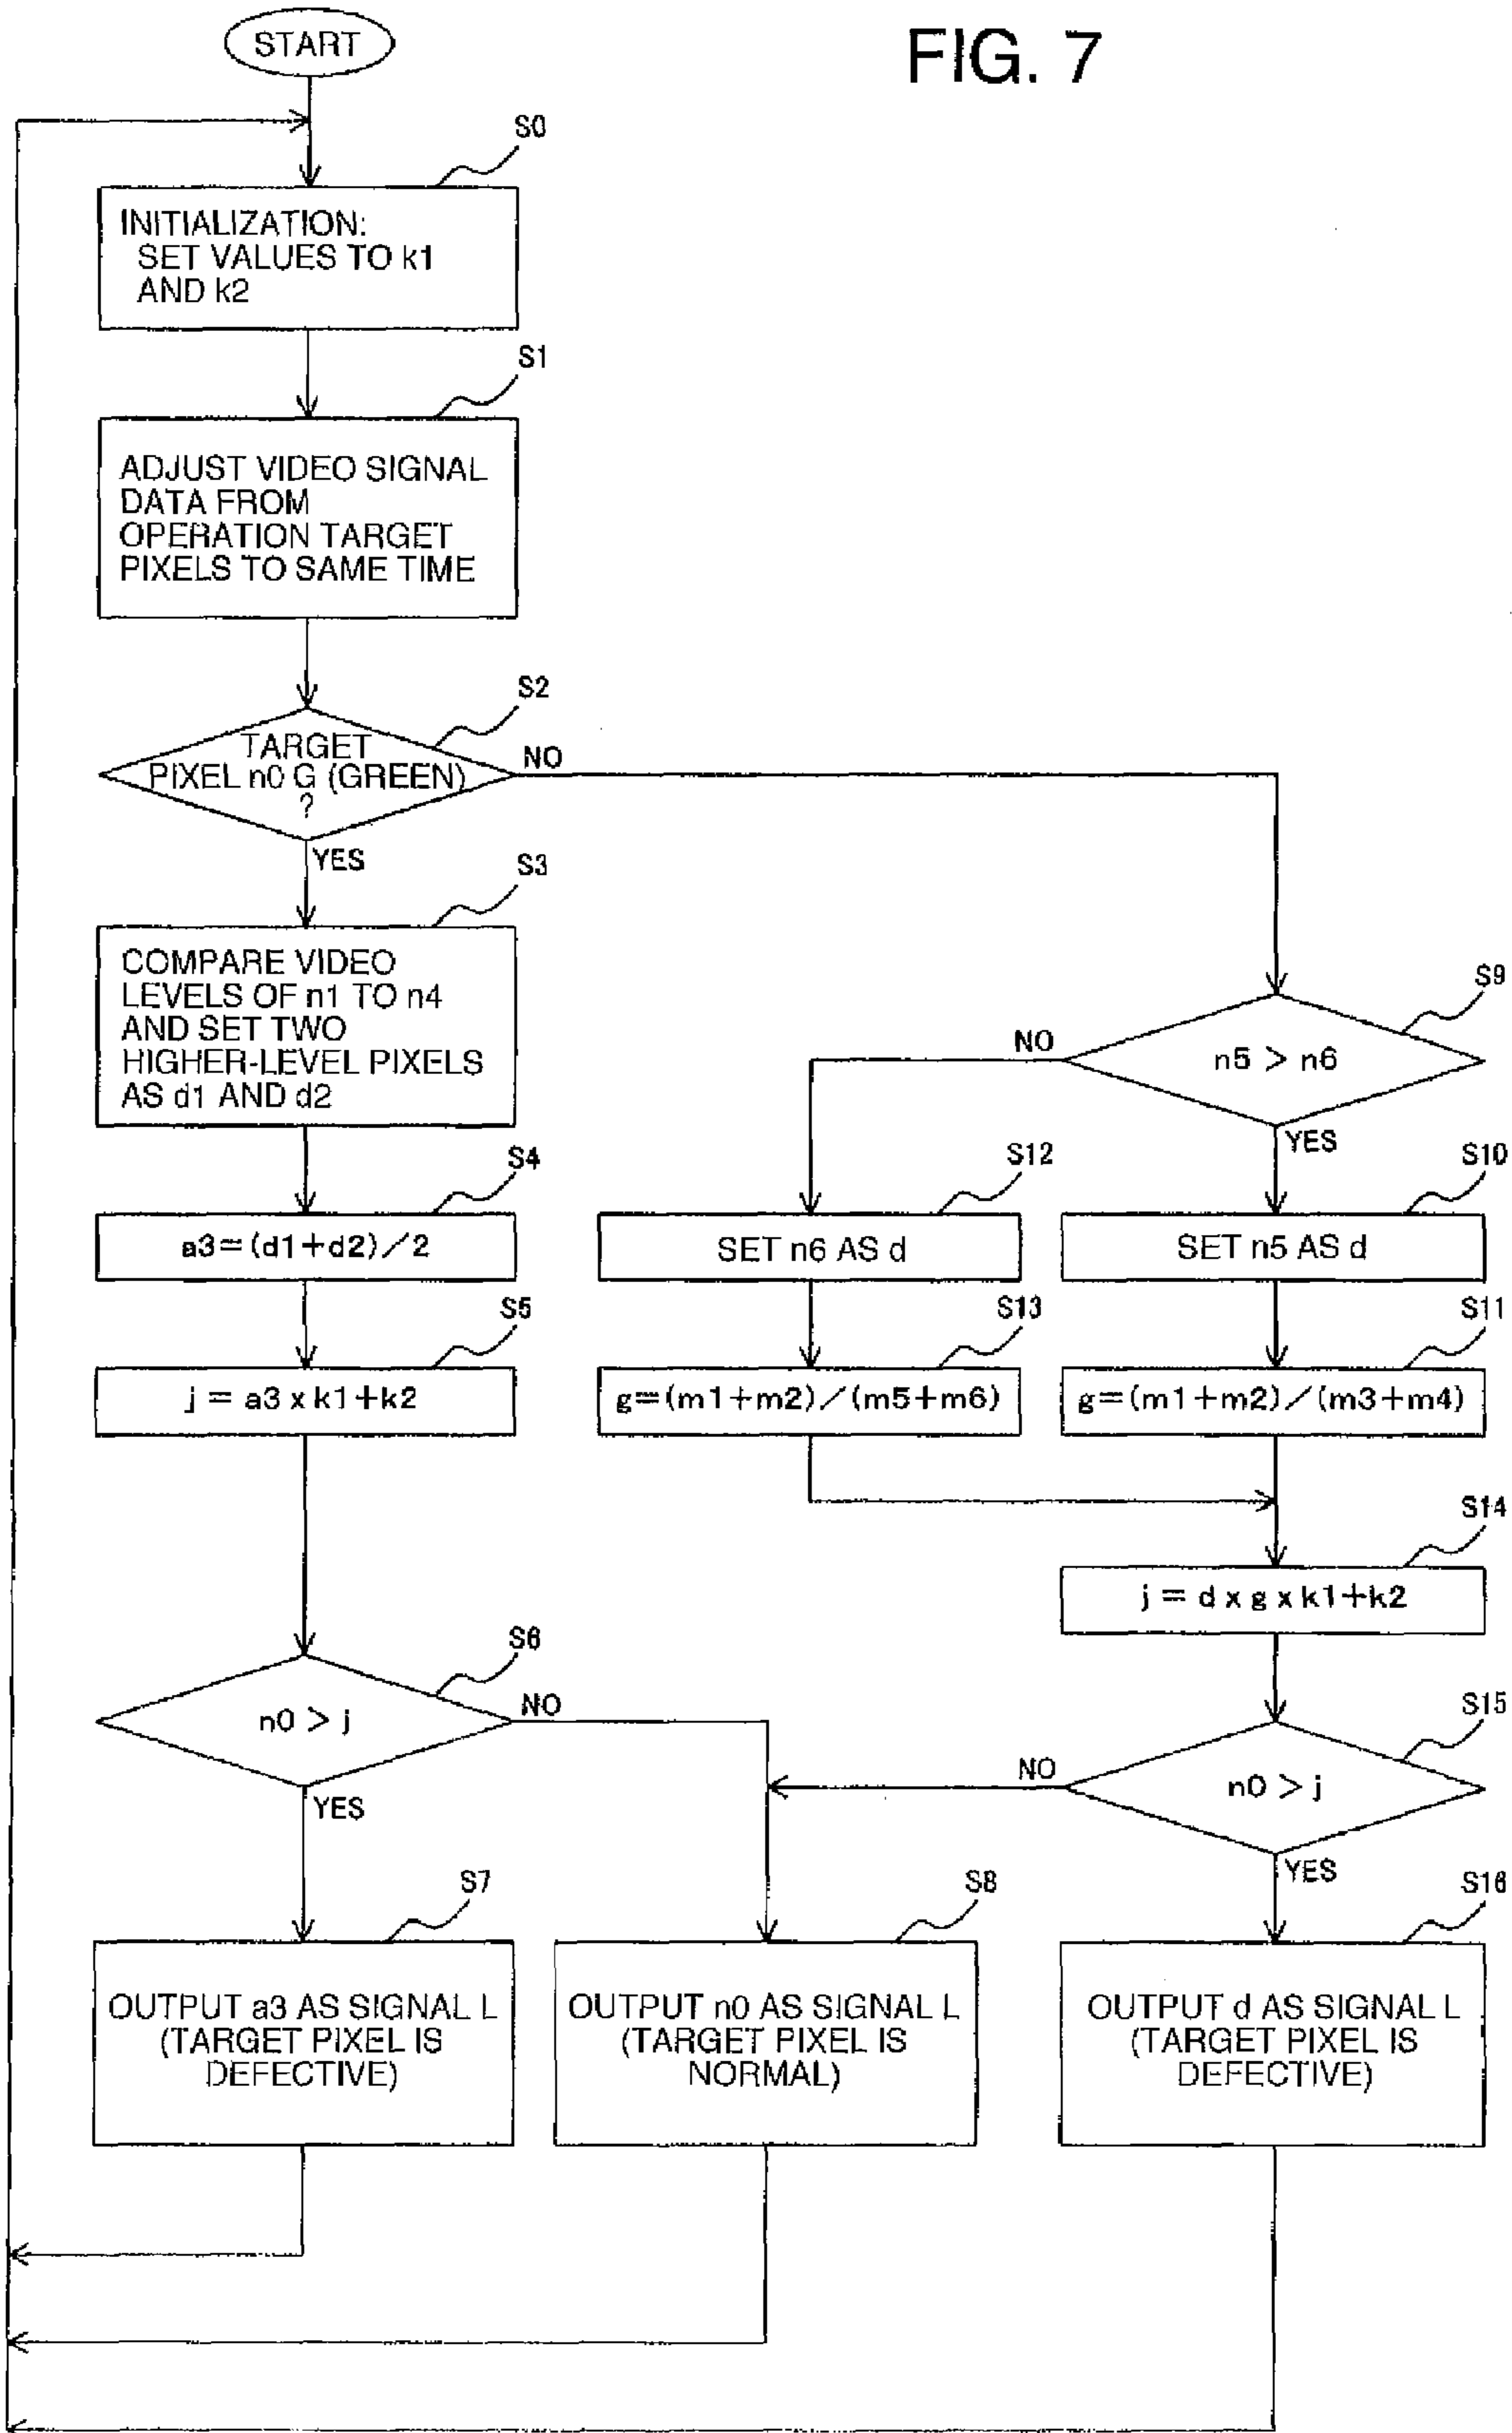 FIG. 7
START
S0
INITIALIZATION:
SET VALUES TO k1
AND k2
S1
ADJUST VIDEO SIGNAL
DATA FROM
OPERATION TARGET
PIXELS TO SAME TIME
S2
TARGET
PIXEL n0 G (GREEN)
?
NO
YES
S3
COMPARE VIDEO
LEVELS OF n1 TO n4
AND SET TWO
HIGHER-LEVEL PIXELS
AS d1 AND d2
S4
a3=(d1+d2)/2
S5
j = a3 x k1+k2
S6
n0 > j
NO
YES
S7
OUTPUT a3 AS SIGNAL L
(TARGET PIXEL IS
DEFECTIVE)
S8
OUTPUT n0 AS SIGNAL L
(TARGET PIXEL IS
NORMAL)
S9
n5 > n6
NO
YES
S10
SET n5 AS d
S11
g=(m1+m2)/(m3+m4)
S12
SET n6 AS d
S13
g=(m1+m2)/(m5+m6)
S14
j = d x g x k1+k2
S15
n0 > j
NO
YES
S16
OUTPUT d AS SIGNAL L
(TARGET PIXEL IS
DEFECTIVE)